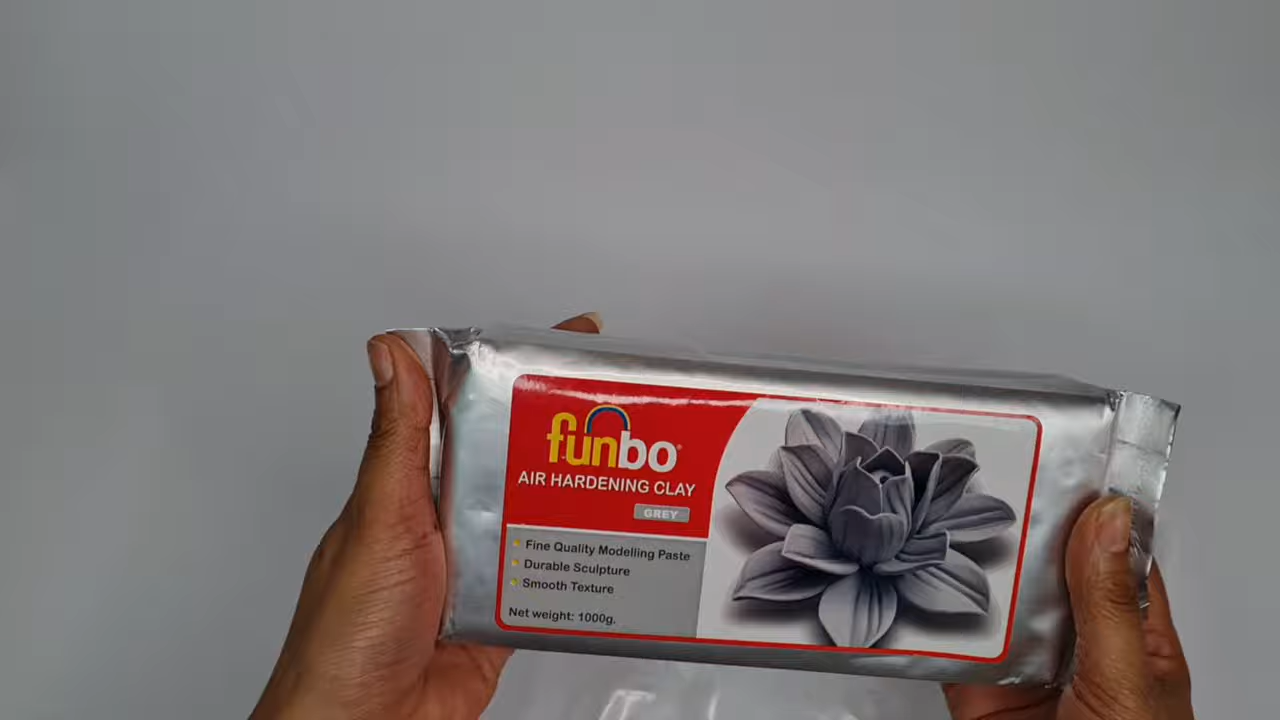 funbo®
AIR HARDENING CLAY
GREY
Fine Quality Modelling Paste
Durable Sculpture
Smooth Texture
Net weight: 1000g.